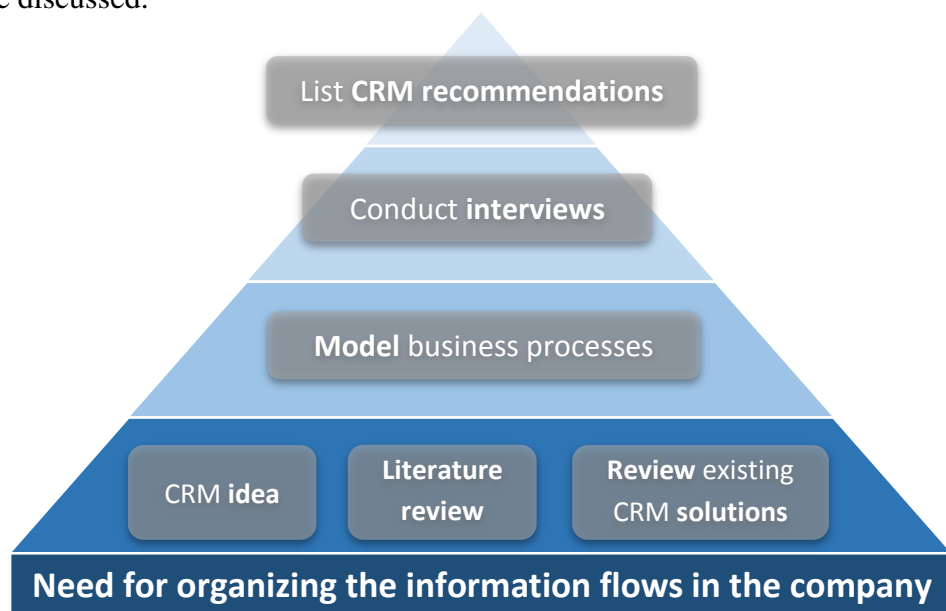 discussed.
List CRM recommendations
Conduct interviews
Model business processes
CRM idea
Literature
review
Review existing
CRM solutions
Need for organizing the information flows in the company